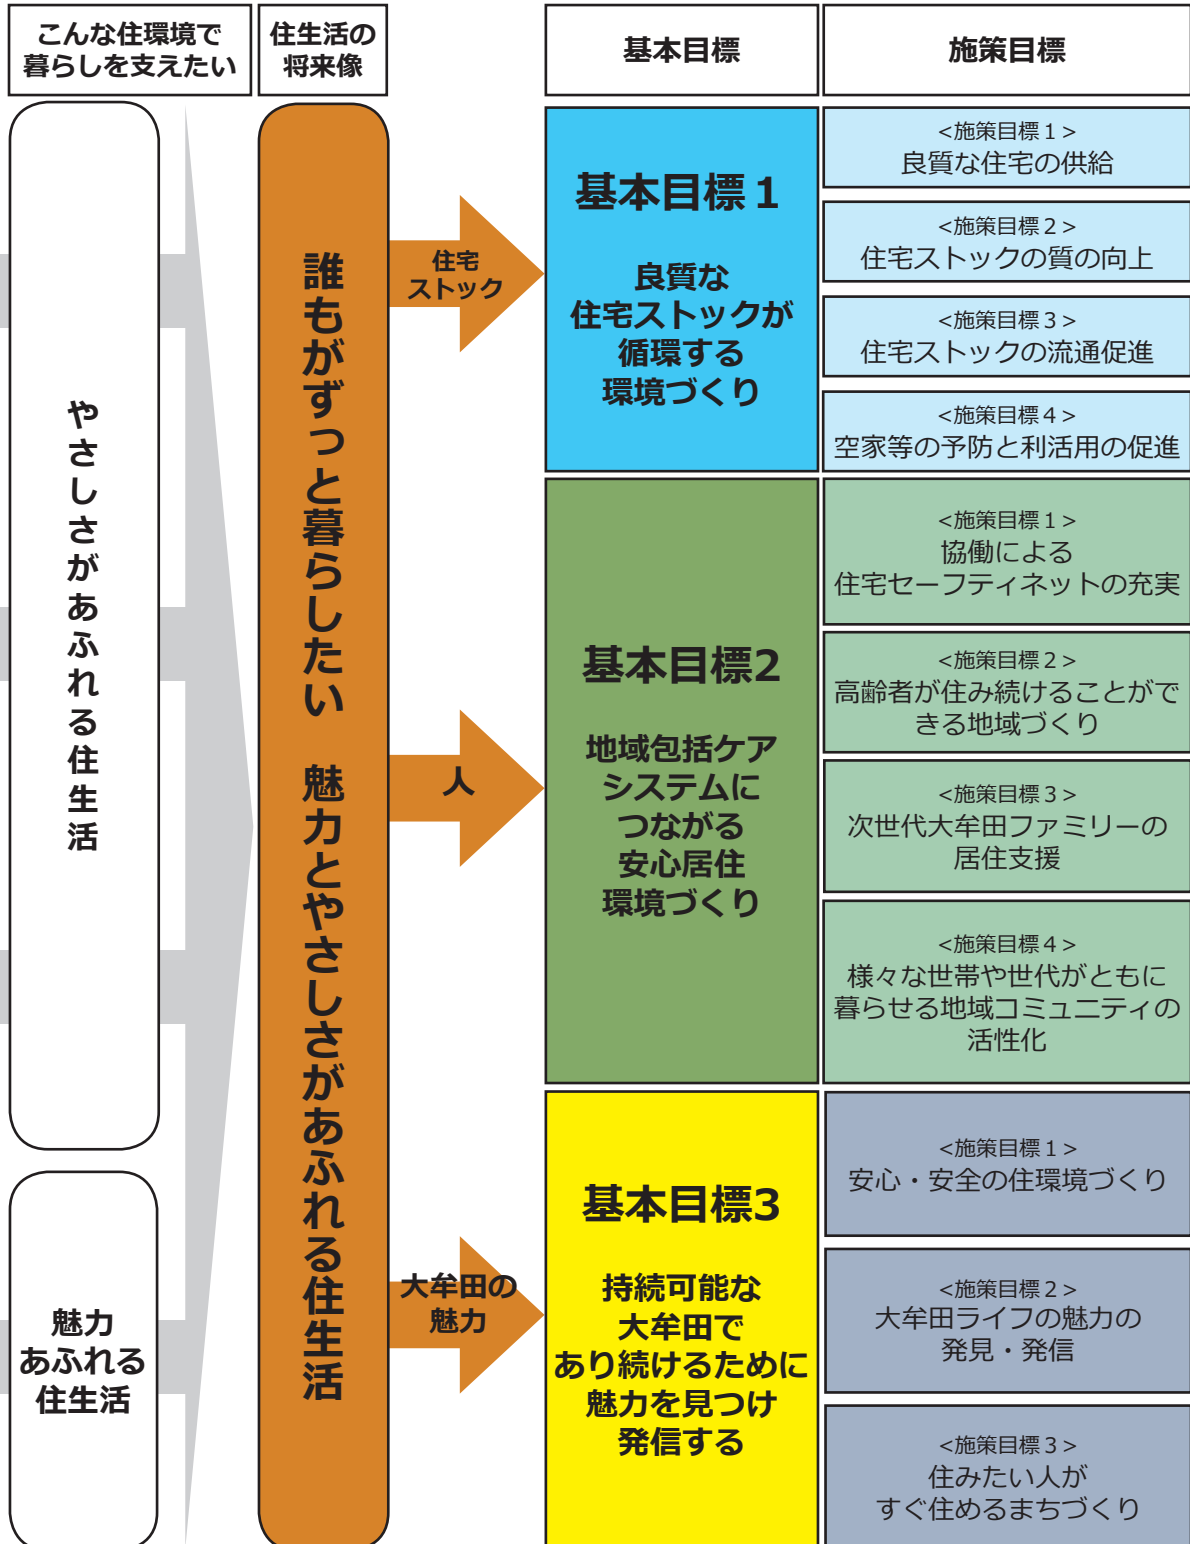 こんな住環境で
暮らしを支えたい
住生活の
将来像
基本目標
施策目標
やさしさがあふれる住生活
魅力
あふれる
住生活
誰もがずっと暮らしたい 魅力とやさしさがあふれる住生活
住宅
ストック
基本目標１
良質な
住宅ストックが
循環する
環境づくり
<施策目標１>
良質な住宅の供給
<施策目標２>
住宅ストックの質の向上
<施策目標３>
住宅ストックの流通促進
<施策目標４>
空家等の予防と利活用の促進
人
基本目標2
地域包括ケア
システムに
つながる
安心居住
環境づくり
<施策目標１>
協働による
住宅セーフティネットの充実
<施策目標２>
高齢者が住み続けることがで
きる地域づくり
<施策目標３>
次世代大牟田ファミリーの
居住支援
<施策目標４>
様々な世帯や世代がともに
暮らせる地域コミュニティの
活性化
大牟田の
魅力
基本目標3
持続可能な
大牟田で
あり続けるために
魅力を見つけ
発信する
<施策目標１>
安心・安全の住環境づくり
<施策目標２>
大牟田ライフの魅力の
発見・発信
<施策目標３>
住みたい人が
すぐ住めるまちづくり